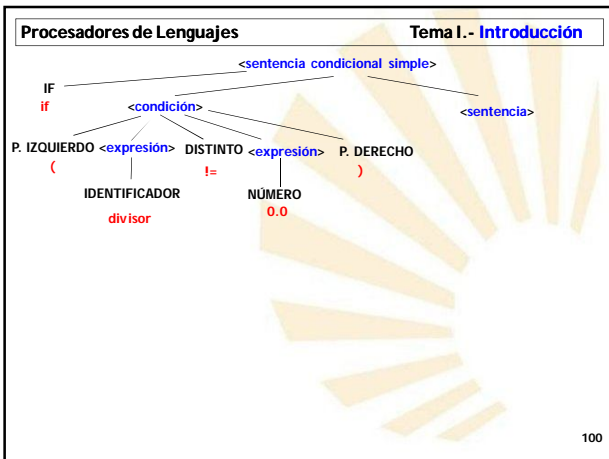 Procesadores de Lenguajes Tema I.- Introducción
<sentencia condicional simple>
IF
if <condición> <sentencia>
P. IZQUIERDO <expresión> DISTINTO <expresión> P. DERECHO
( != )
IDENTIFICADOR NÚMERO
divisor 0.0
100